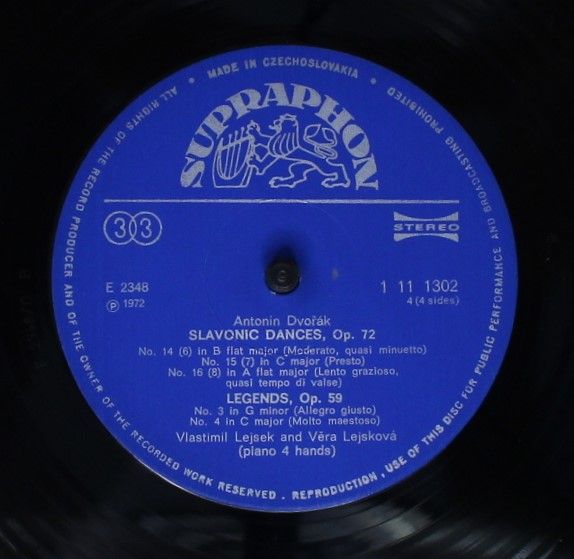 ALL RIGHTS OF THE RECORD PRODUCER AND OF THE OWNER OF THE RECORDED WORK RESERVED. REPRODUCTION, USE OF THIS DISC FOR PUBLIC PERFORMANCE AND BROADCASTING PROHIBITED
• MADE IN CZECHOSLOVAKIA •
SUPRAPHON
33
STEREO
E 2348
1 11 1302
Ⓟ 1972
4 (4 sides)
Antonín Dvořák
SLAVONIC DANCES, Op. 72
No. 14 (6) in B flat major (Moderato, quasi minuetto)
No. 15 (7) in C major (Presto)
No. 16 (8) in A flat major (Lento grazioso,
quasi tempo di valse)
LEGENDS, Op. 59
No. 3 in G minor (Allegro giusto)
No. 4 in C major (Molto maestoso)
Vlastimil Lejsek and Věra Lejsková
(piano 4 hands)